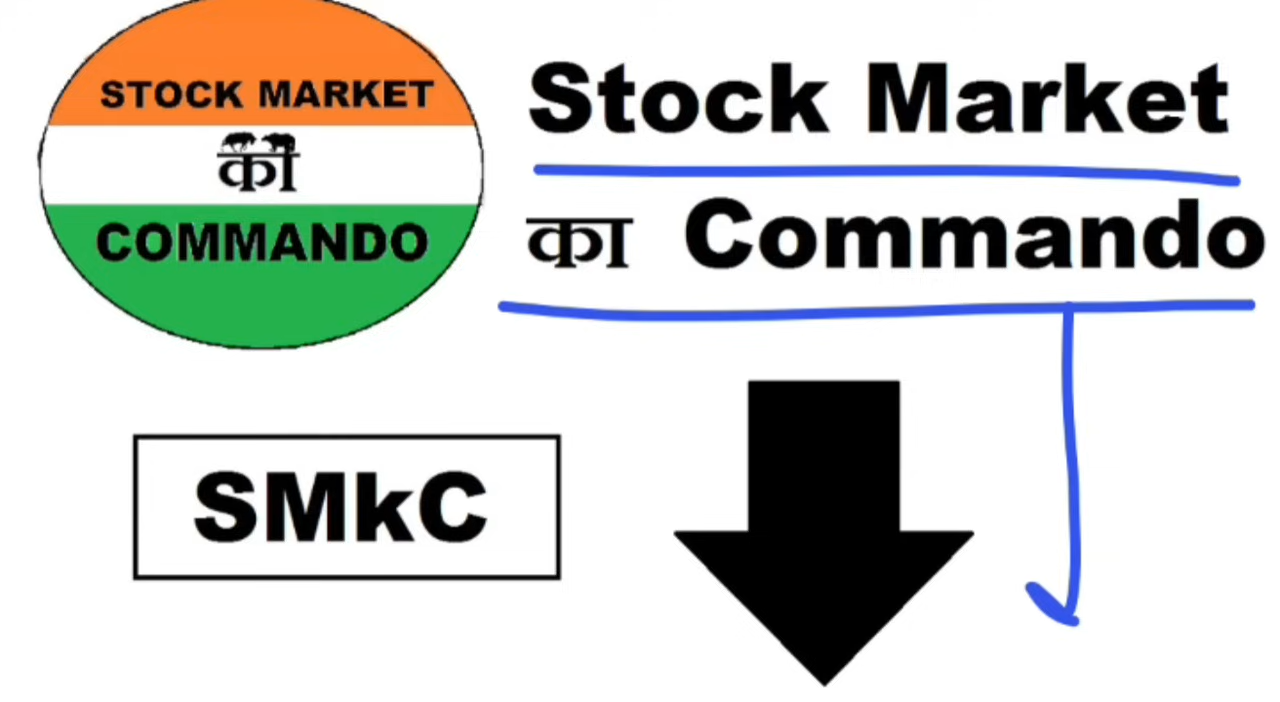 STOCK MARKET
का
COMMANDO
Stock Market
का Commando
SMkC